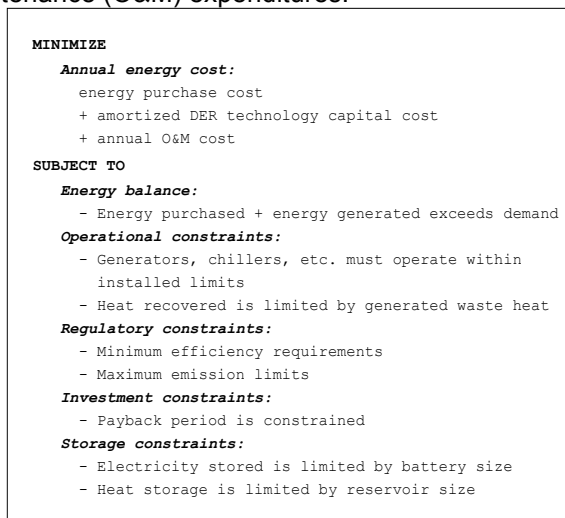 tenance (O&M) expenditures.
MINIMIZE
Annual energy cost:
energy purchase cost
+ amortized DER technology capital cost
+ annual O&M cost
SUBJECT TO
Energy balance:
- Energy purchased + energy generated exceeds demand
Operational constraints:
- Generators, chillers, etc. must operate within
installed limits
- Heat recovered is limited by generated waste heat
Regulatory constraints:
- Minimum efficiency requirements
- Maximum emission limits
Investment constraints:
- Payback period is constrained
Storage constraints:
- Electricity stored is limited by battery size
- Heat storage is limited by reservoir size